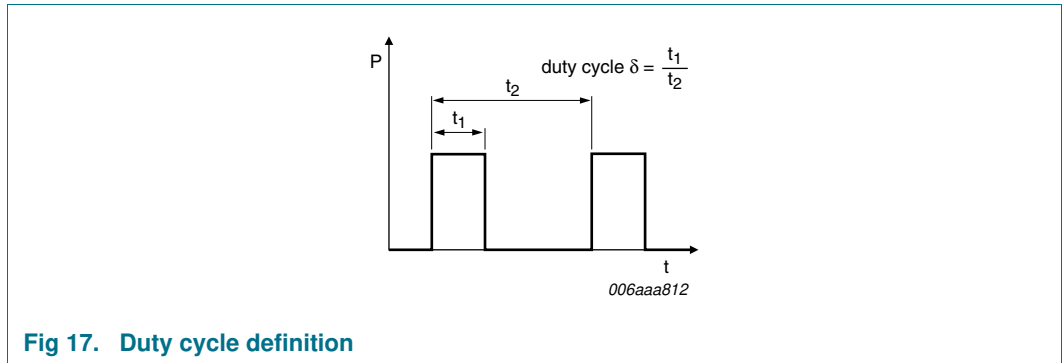 P
duty cycle δ = t1/t2
t2
t1
t
006aaa812
Fig 17. Duty cycle definition